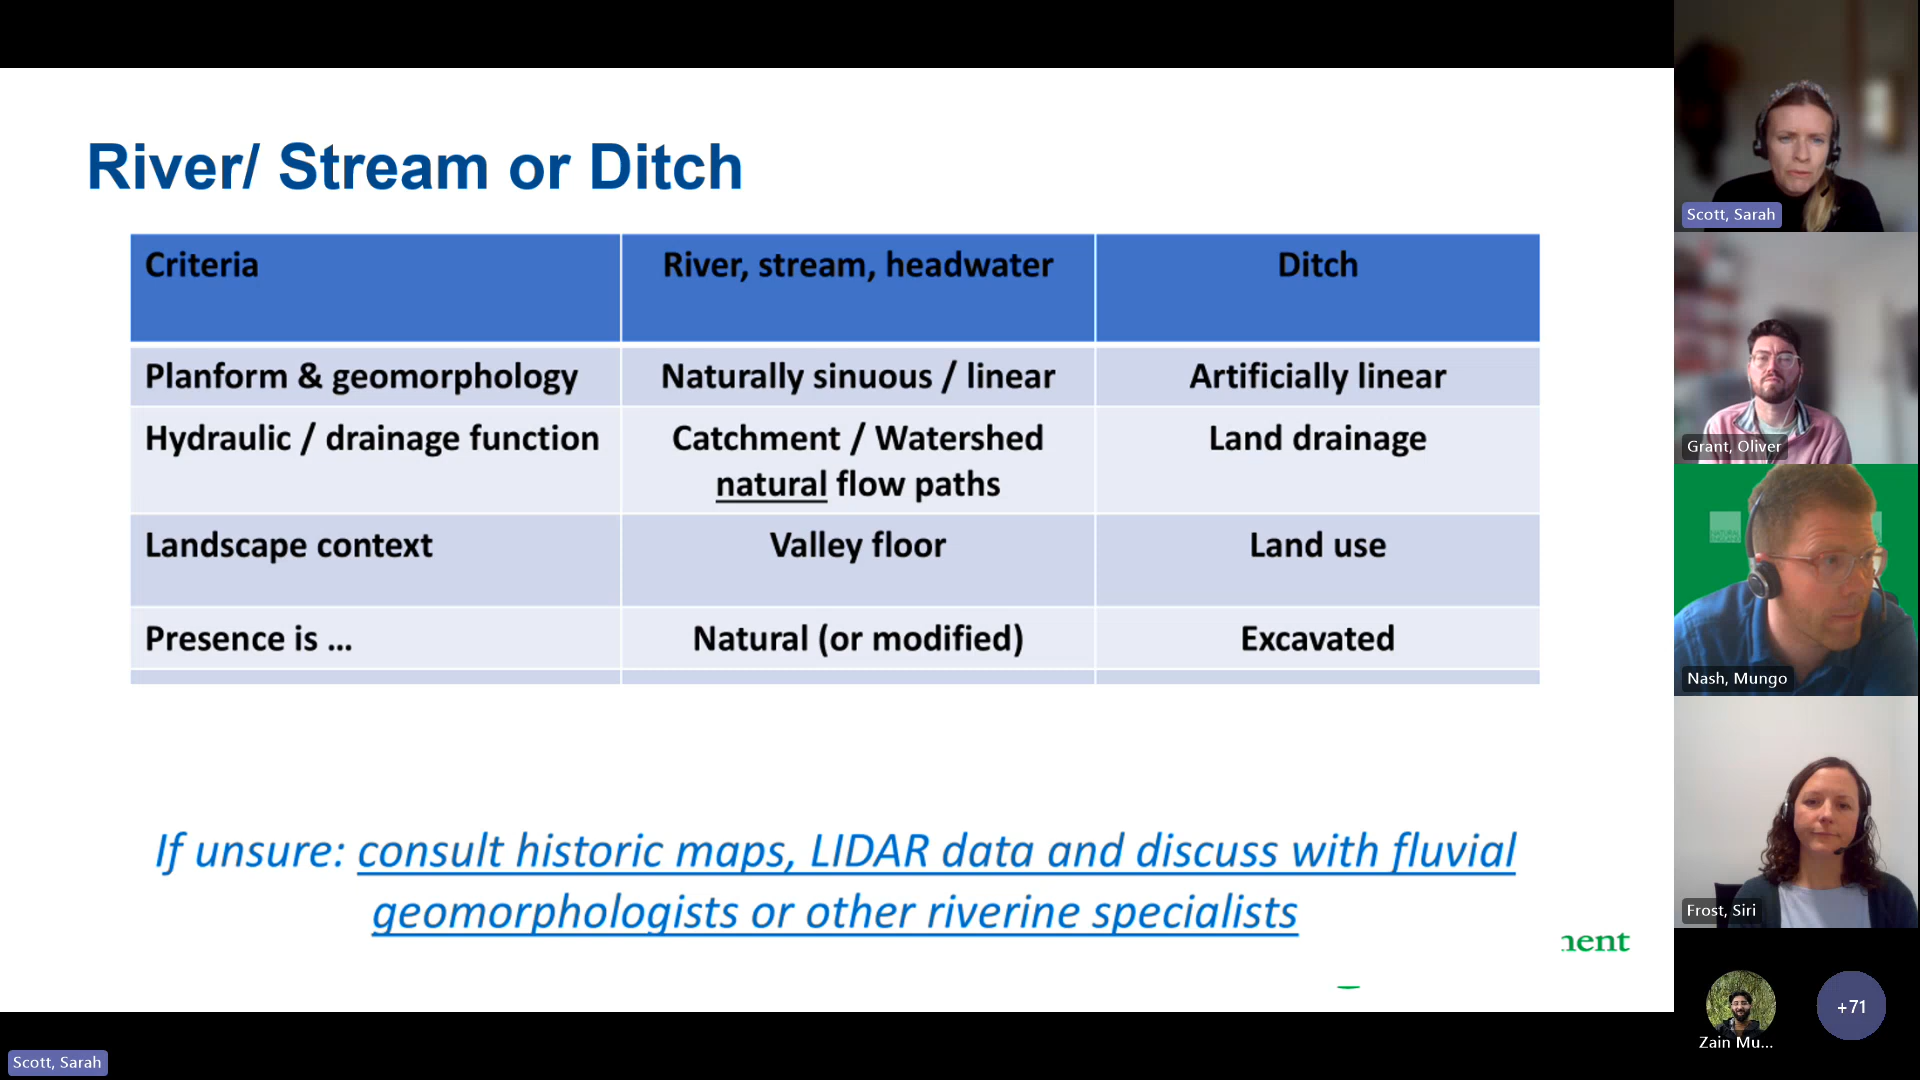 River/ Stream or Ditch
Criteria
River, stream, headwater
Ditch
Planform & geomorphology
Naturally sinuous / linear
Artificially linear
Hydraulic / drainage function
Catchment / Watershed
natural flow paths
Land drainage
Landscape context
Valley floor
Land use
Presence is ...
Natural (or modified)
Excavated
If unsure: consult historic maps, LIDAR data and discuss with fluvial
geomorphologists or other riverine specialists
Scott, Sarah
Grant, Oliver
Nash, Mungo
Frost, Siri
Zain Mu...
+71
Scott, Sarah